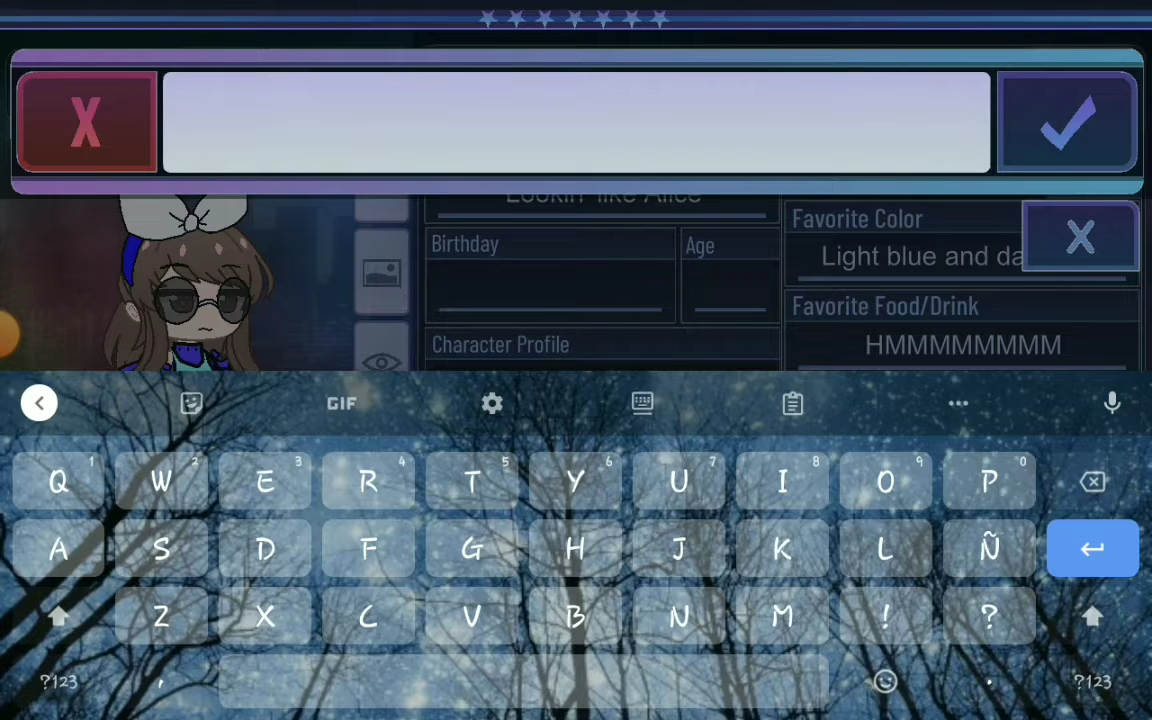 X
Lookin' like Alice
Favorite Color
X
Birthday
Age
Light blue and da
Favorite Food/Drink
Character Profile
HMMMMMMMM
GIF
Q 1 W 2 E 3 R 4 T 5 Y 6 U 7 I 8 O 9 P 0
A S D F G H J K L Ñ
Z X C V B N M ! ?
?123 , . ?123